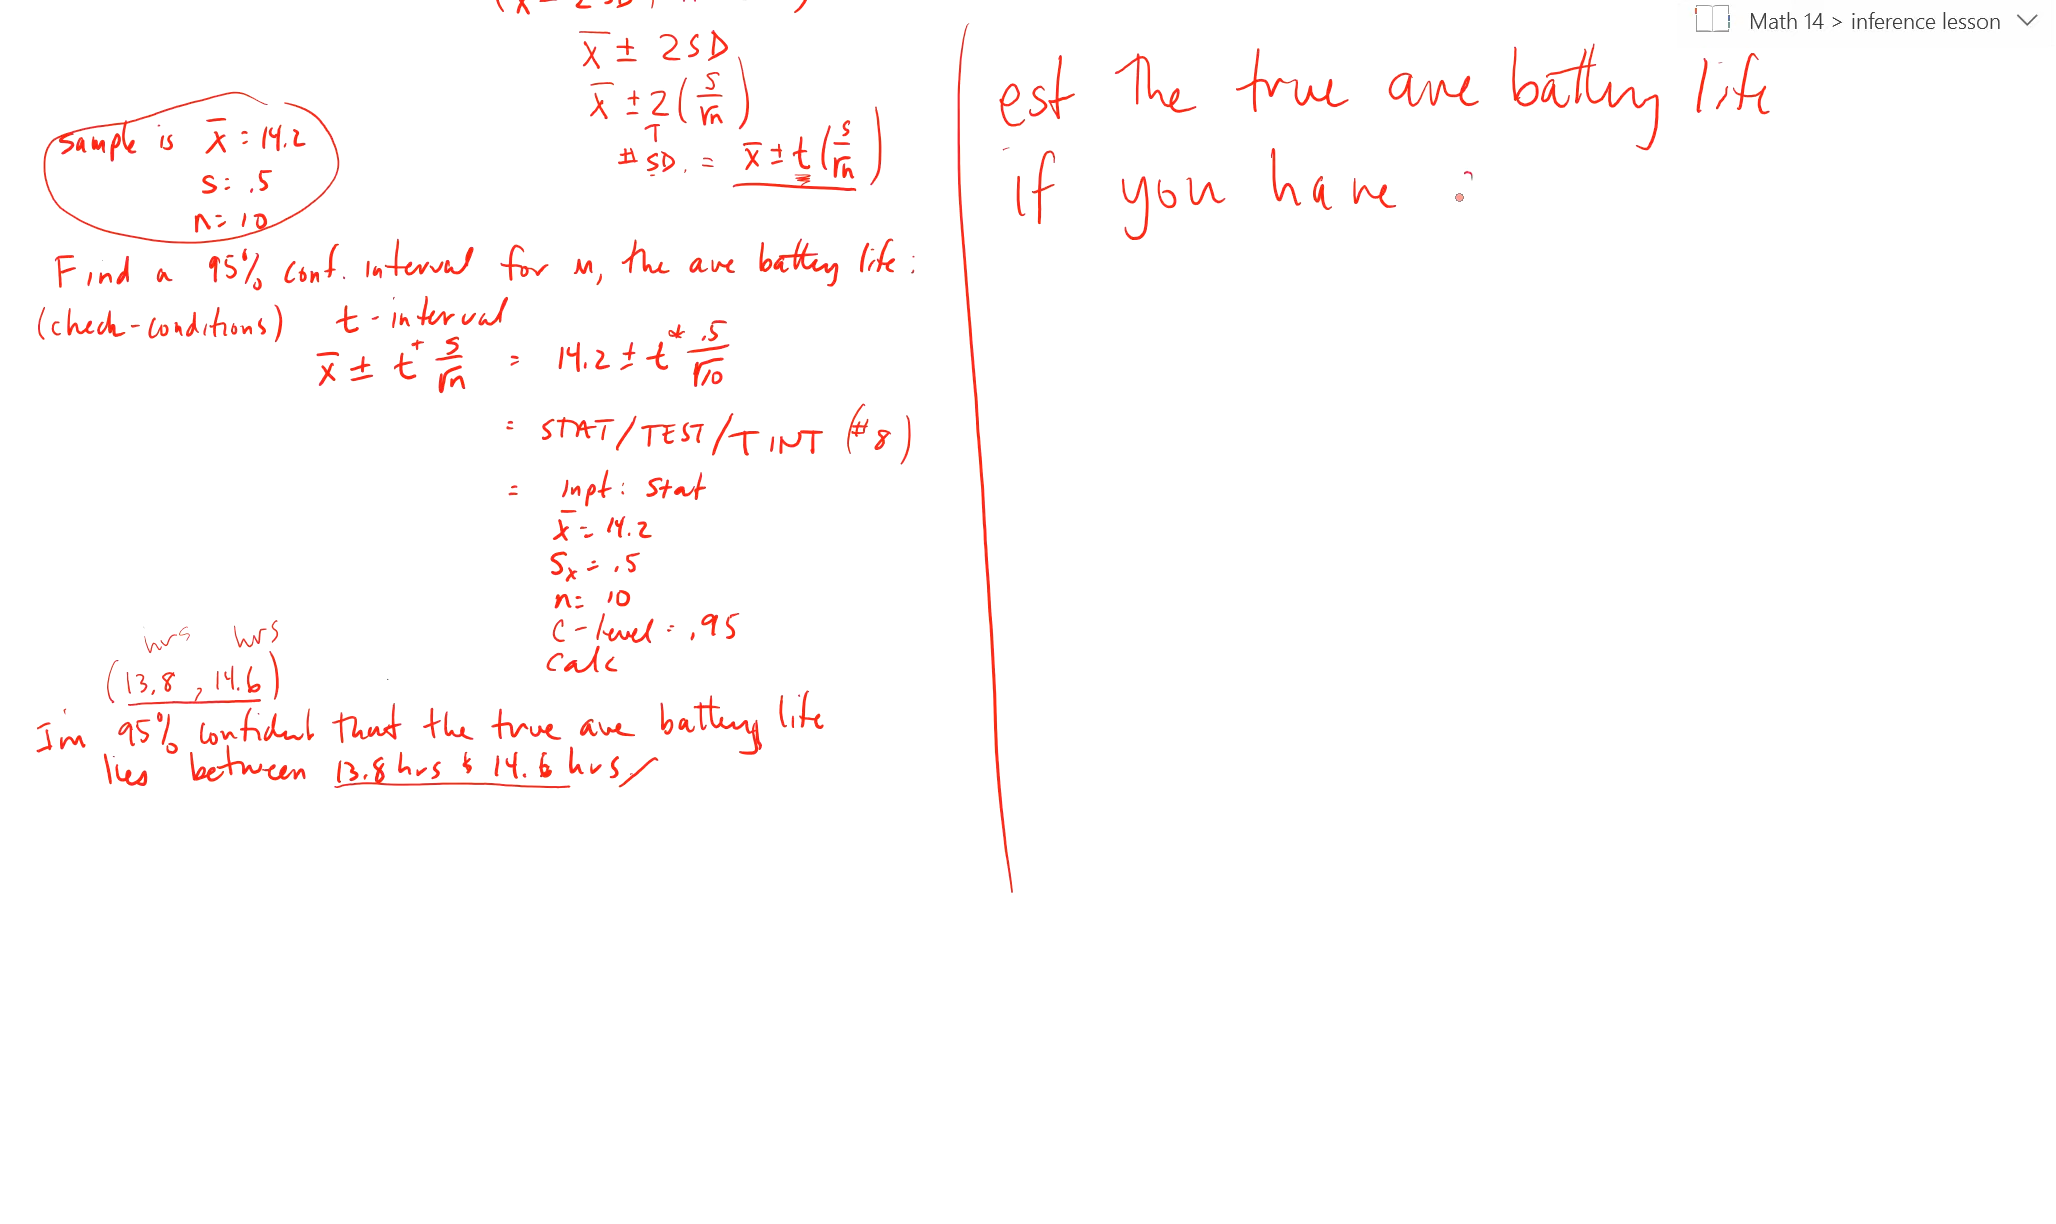 x̄ ± 2SD
x̄ ± 2(s/√n)
# SD. = x̄ ± t(s/√n)
sample is x̄ = 14.2
s = .5
n = 10
Find a 95% conf. interval for μ, the ave battery life:
(check-conditions) t-interval
x̄ ± t* s/√n = 14.2 ± t* .5/√10
= STAT/TEST/TINT (#8)
= Inpt: Stat
x̄ = 14.2
Sx = .5
n = 10
C-level = .95
Calc
hrs hrs
(13.8, 14.6)
I'm 95% confident that the true ave battery life
lies between 13.8 hrs & 14.6 hrs
Math 14 > inference lesson
est the true ave battery life
if you have :